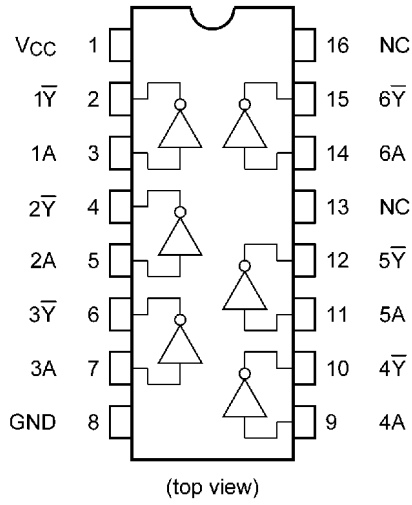 VCC 1 16 NC
1Y̅ 2 15 6Y̅
1A 3 14 6A
2Y̅ 4 13 NC
2A 5 12 5Y̅
3Y̅ 6 11 5A
3A 7 10 4Y̅
GND 8 9 4A
(top view)